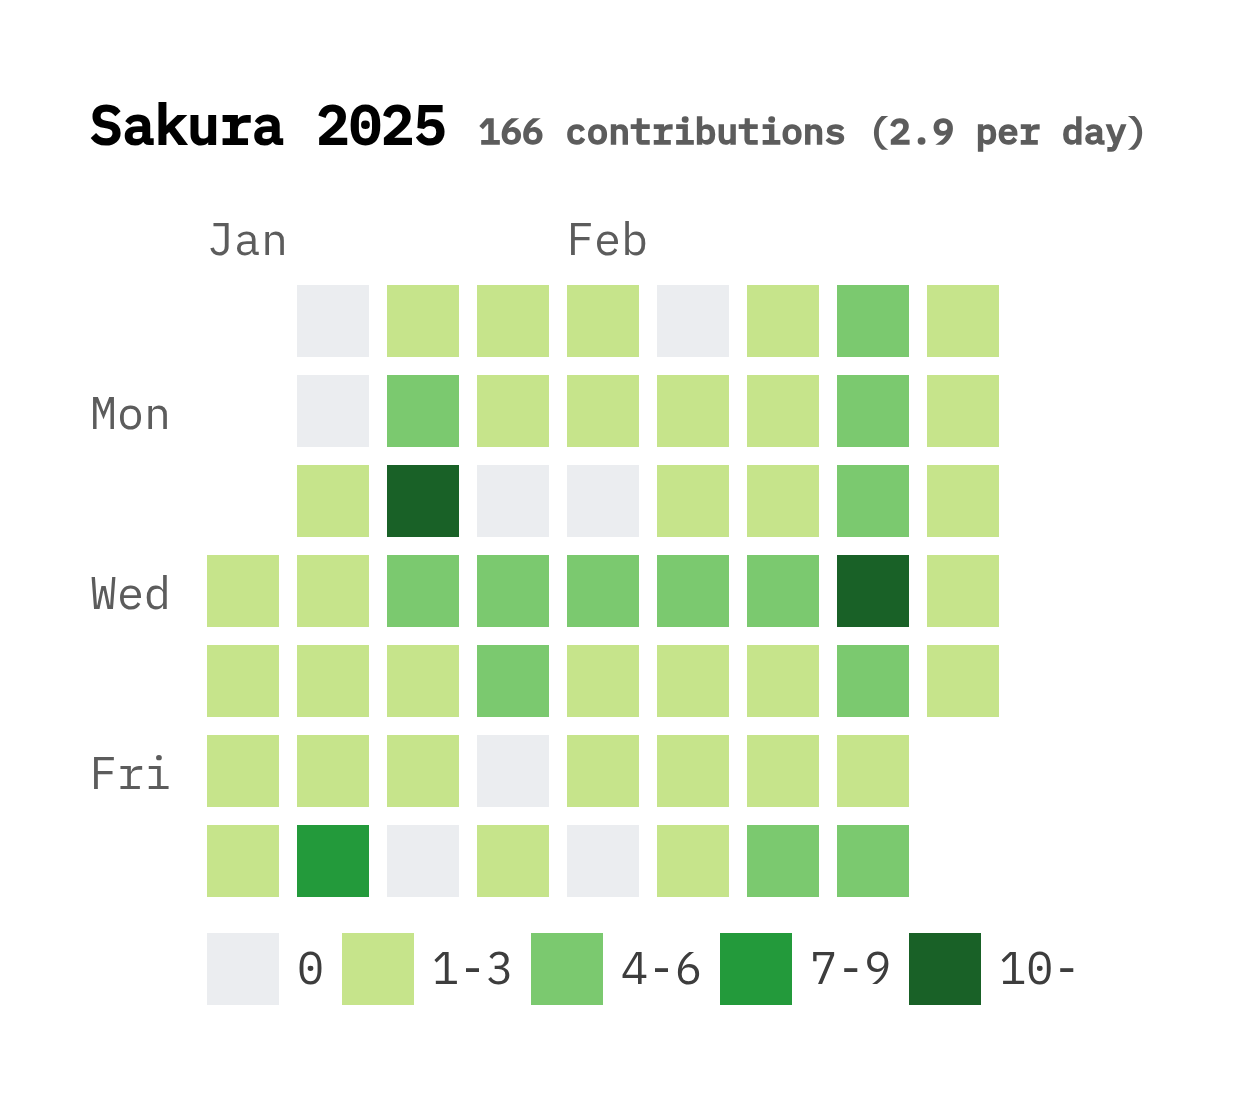 Sakura 2025 166 contributions (2.9 per day)
Jan Feb
Mon
Wed
Fri
0 1-3 4-6 7-9 10-